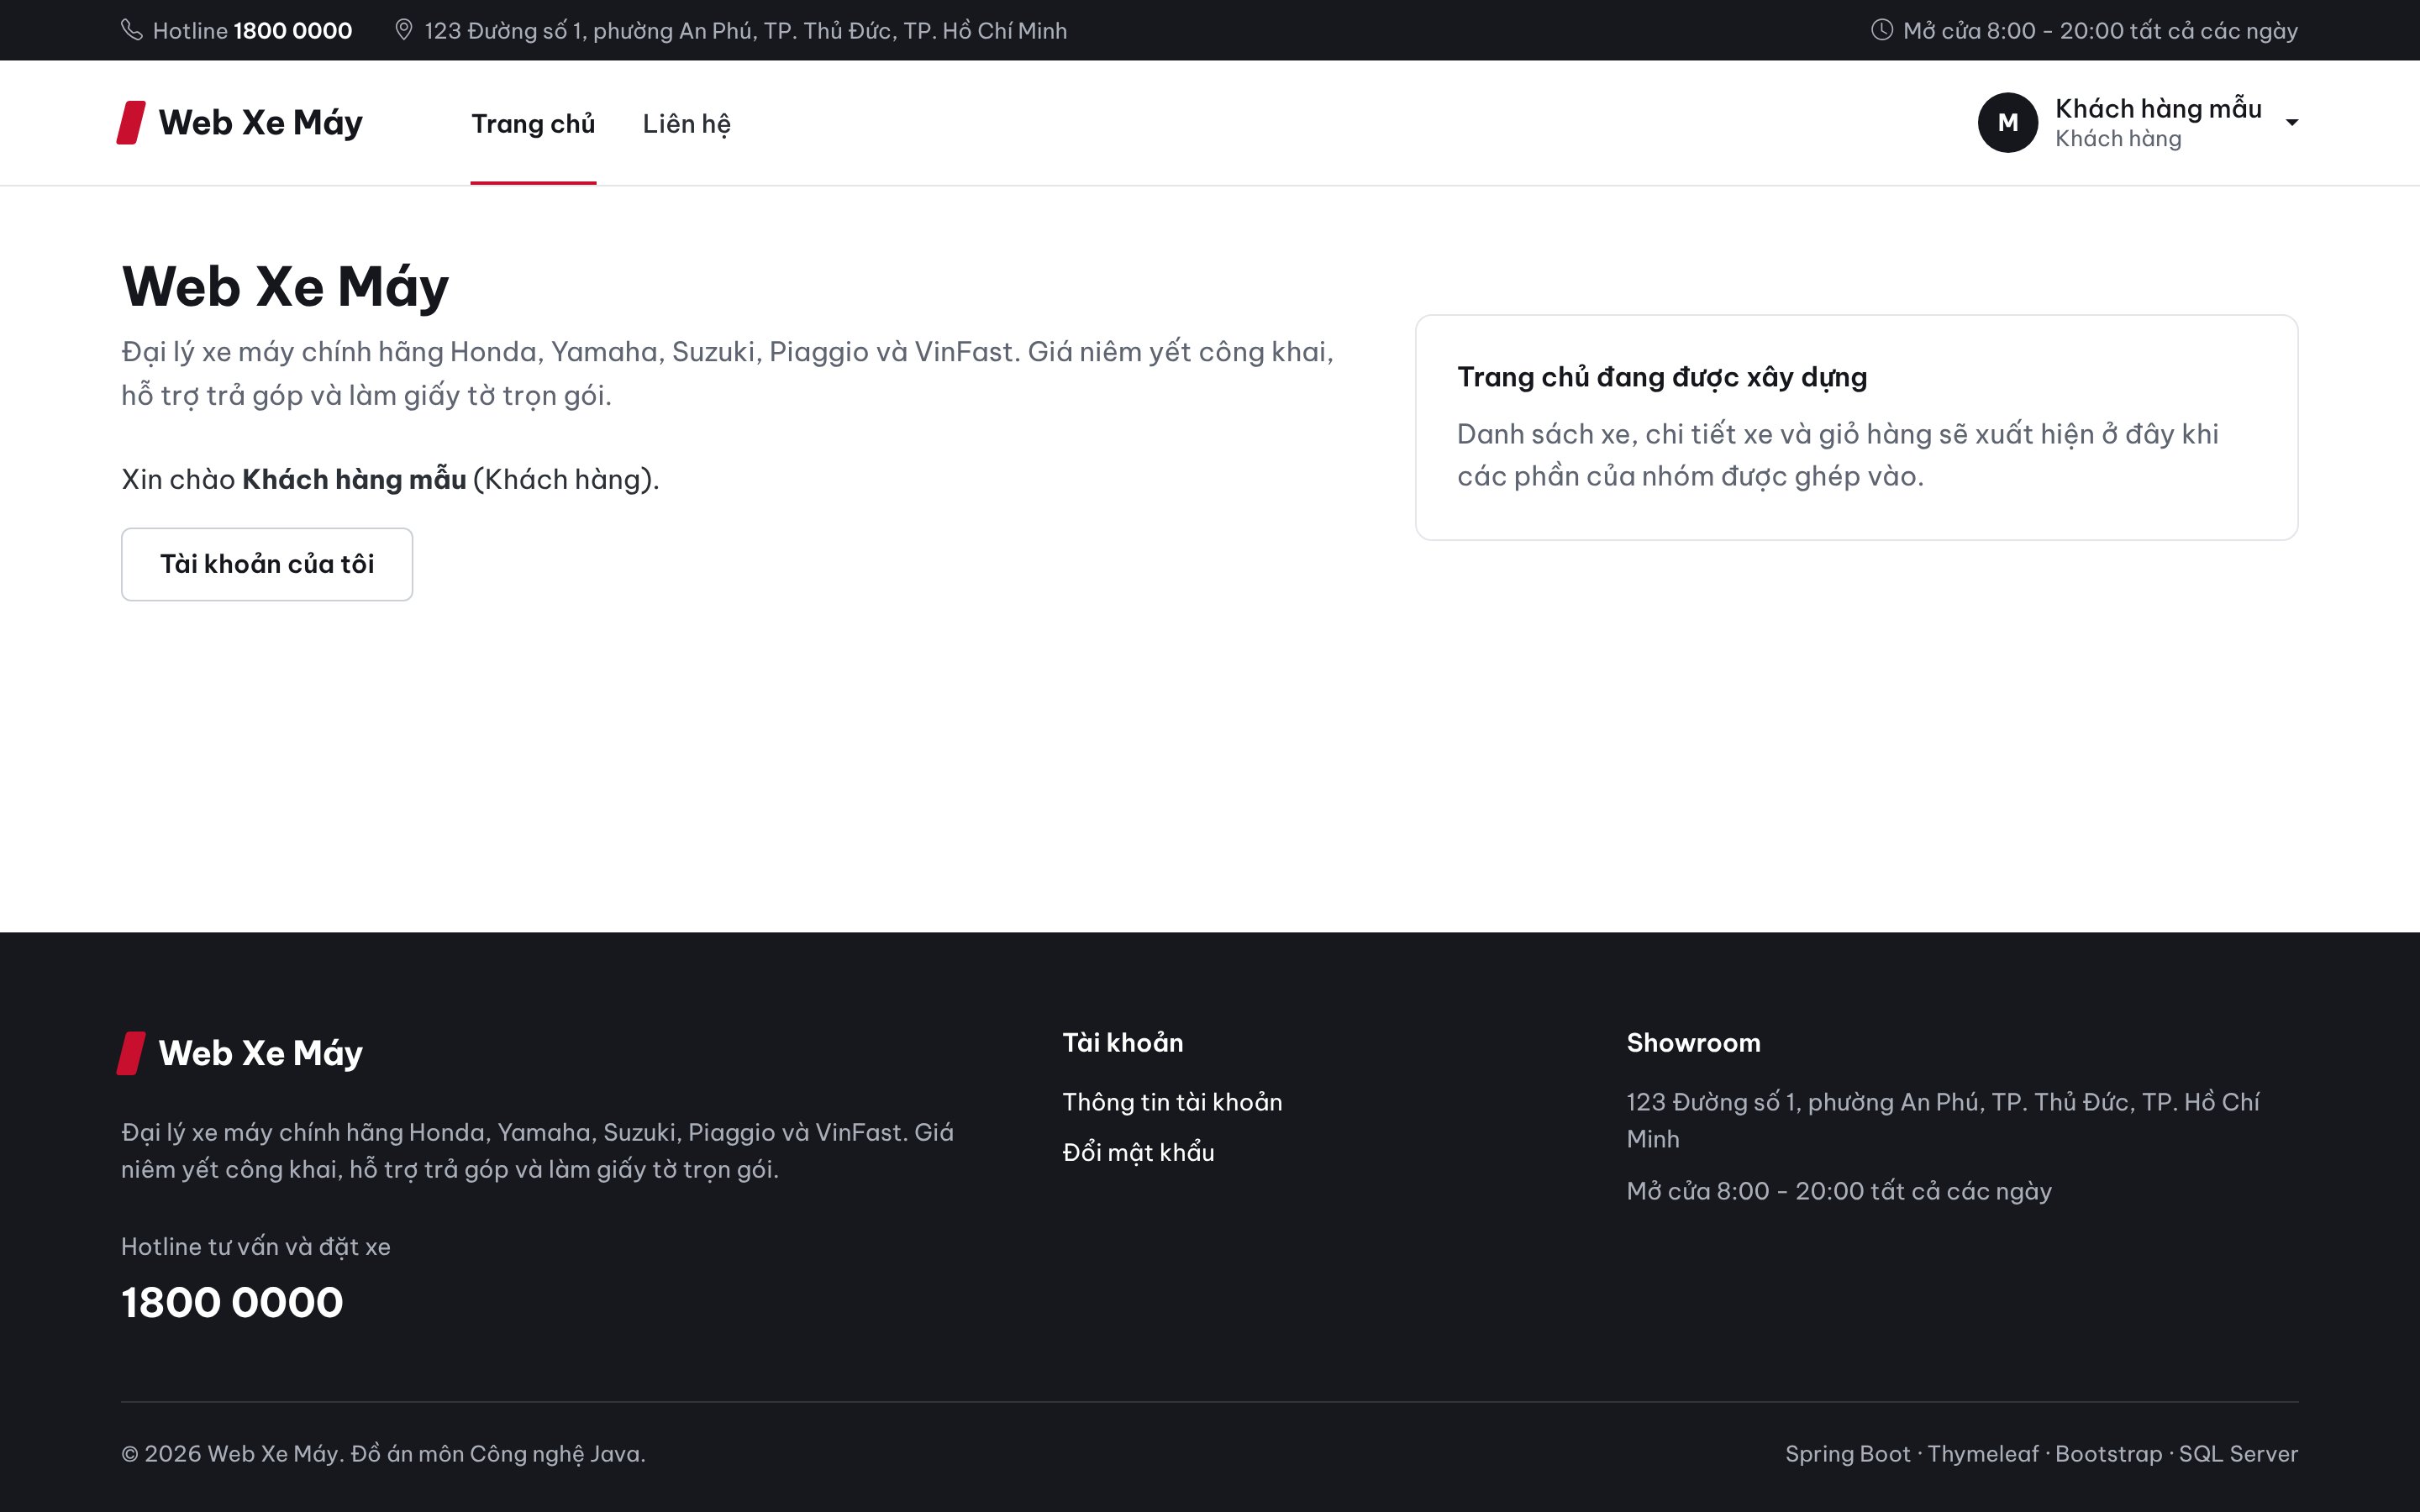 Hotline 1800 0000
123 Đường số 1, phường An Phú, TP. Thủ Đức, TP. Hồ Chí Minh
Mở cửa 8:00 - 20:00 tất cả các ngày
Web Xe Máy
Trang chủ
Liên hệ
M
Khách hàng mẫu
Khách hàng
Web Xe Máy
Đại lý xe máy chính hãng Honda, Yamaha, Suzuki, Piaggio và VinFast. Giá niêm yết công khai,
hỗ trợ trả góp và làm giấy tờ trọn gói.
Xin chào Khách hàng mẫu (Khách hàng).
Tài khoản của tôi
Trang chủ đang được xây dựng
Danh sách xe, chi tiết xe và giỏ hàng sẽ xuất hiện ở đây khi
các phần của nhóm được ghép vào.
Web Xe Máy
Đại lý xe máy chính hãng Honda, Yamaha, Suzuki, Piaggio và VinFast. Giá
niêm yết công khai, hỗ trợ trả góp và làm giấy tờ trọn gói.
Hotline tư vấn và đặt xe
1800 0000
Tài khoản
Thông tin tài khoản
Đổi mật khẩu
Showroom
123 Đường số 1, phường An Phú, TP. Thủ Đức, TP. Hồ Chí
Minh
Mở cửa 8:00 - 20:00 tất cả các ngày
© 2026 Web Xe Máy. Đồ án môn Công nghệ Java.
Spring Boot · Thymeleaf · Bootstrap · SQL Server